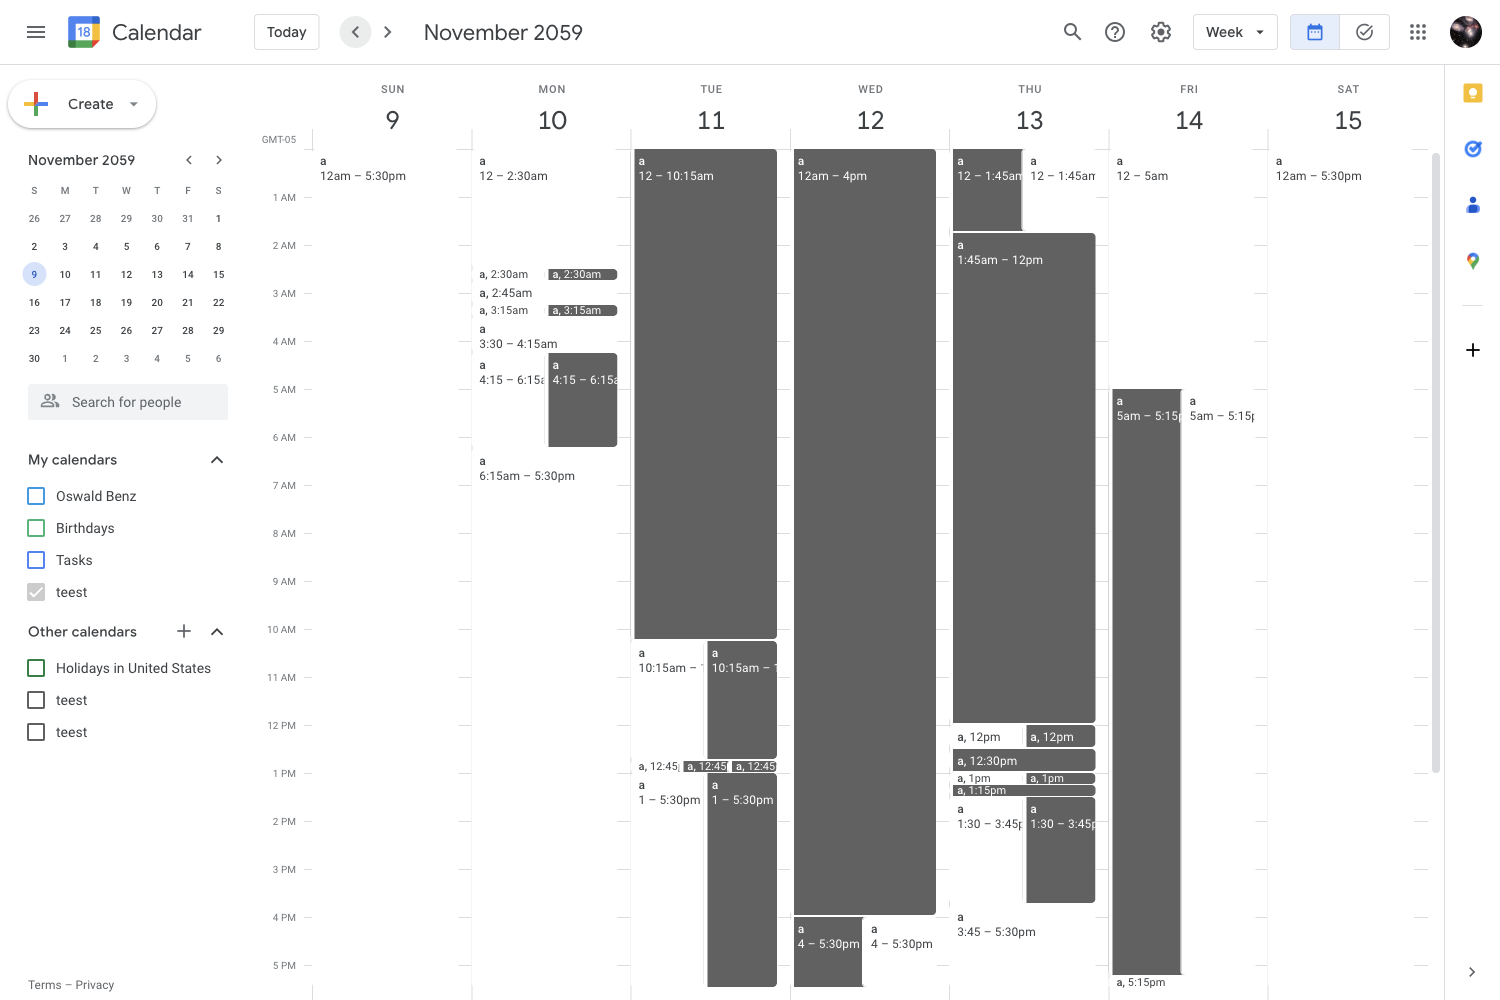 18
Calendar
Today
November 2059
Week
Create
November 2059
S M T W T F S
26 27 28 29 30 31 1
2 3 4 5 6 7 8
9 10 11 12 13 14 15
16 17 18 19 20 21 22
23 24 25 26 27 28 29
30 1 2 3 4 5 6
Search for people
My calendars
Oswald Benz
Birthdays
Tasks
teest
Other calendars
Holidays in United States
teest
teest
Terms – Privacy
SUN MON TUE WED THU FRI SAT
9 10 11 12 13 14 15
GMT-05
1 AM
2 AM
3 AM
4 AM
5 AM
6 AM
7 AM
8 AM
9 AM
10 AM
11 AM
12 PM
1 PM
2 PM
3 PM
4 PM
5 PM
a
12am – 5:30pm
a
12 – 2:30am
a, 2:30am
a, 2:30am
a, 2:45am
a, 3:15am
a, 3:15am
a
3:30 – 4:15am
a
4:15 – 6:15a
a
4:15 – 6:15a
a
6:15am – 5:30pm
a
12 – 10:15am
a
10:15am –
a
10:15am –
a, 12:45
a, 12:45
a, 12:45
a
1 – 5:30pm
a
1 – 5:30pm
a
12am – 4pm
a
4 – 5:30pm
a
4 – 5:30pm
a
12 – 1:45am
a
12 – 1:45am
a
1:45am – 12pm
a, 12pm
a, 12pm
a, 12:30pm
a, 1pm
a, 1pm
a, 1:15pm
a
1:30 – 3:45p
a
1:30 – 3:45p
a
3:45 – 5:30pm
a
12 – 5am
a
5am – 5:15p
a
5am – 5:15p
a, 5:15pm
a
12am – 5:30pm